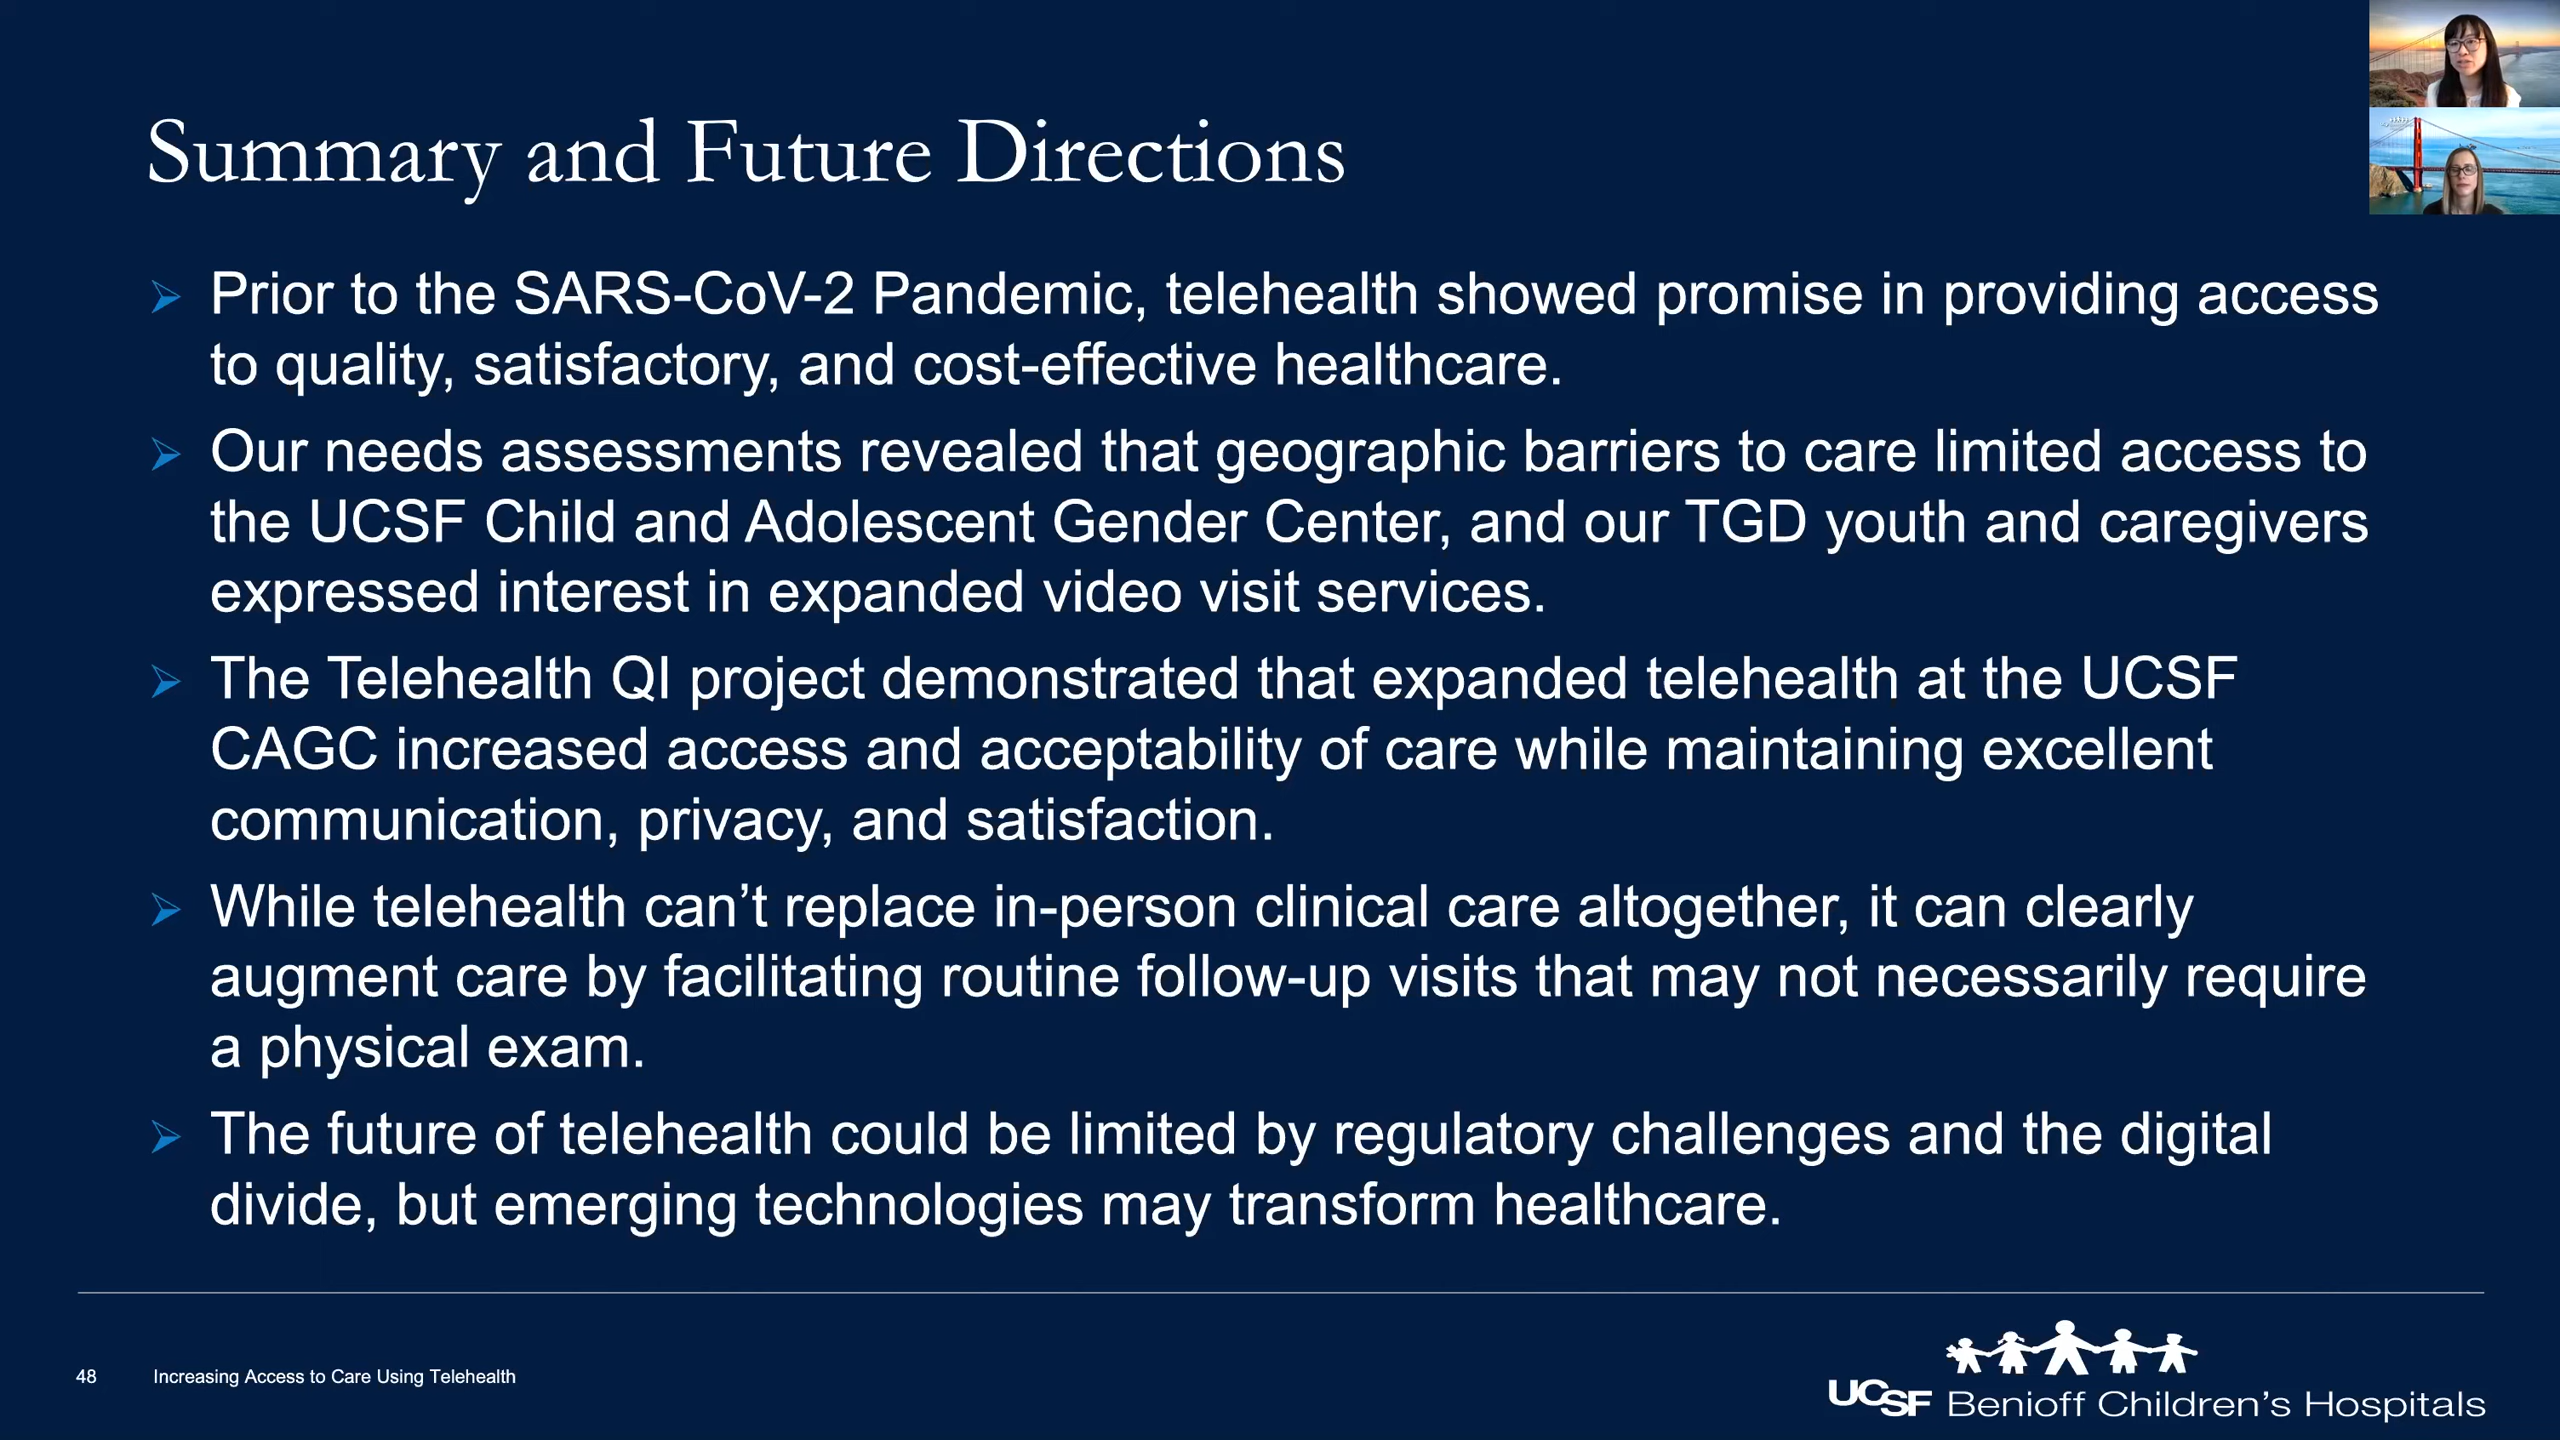 Summary and Future Directions
Prior to the SARS-CoV-2 Pandemic, telehealth showed promise in providing access
to quality, satisfactory, and cost-effective healthcare.
Our needs assessments revealed that geographic barriers to care limited access to
the UCSF Child and Adolescent Gender Center, and our TGD youth and caregivers
expressed interest in expanded video visit services.
The Telehealth QI project demonstrated that expanded telehealth at the UCSF
CAGC increased access and acceptability of care while maintaining excellent
communication, privacy, and satisfaction.
While telehealth can’t replace in-person clinical care altogether, it can clearly
augment care by facilitating routine follow-up visits that may not necessarily require
a physical exam.
The future of telehealth could be limited by regulatory challenges and the digital
divide, but emerging technologies may transform healthcare.
48 Increasing Access to Care Using Telehealth
UCSF Benioff Children’s Hospitals